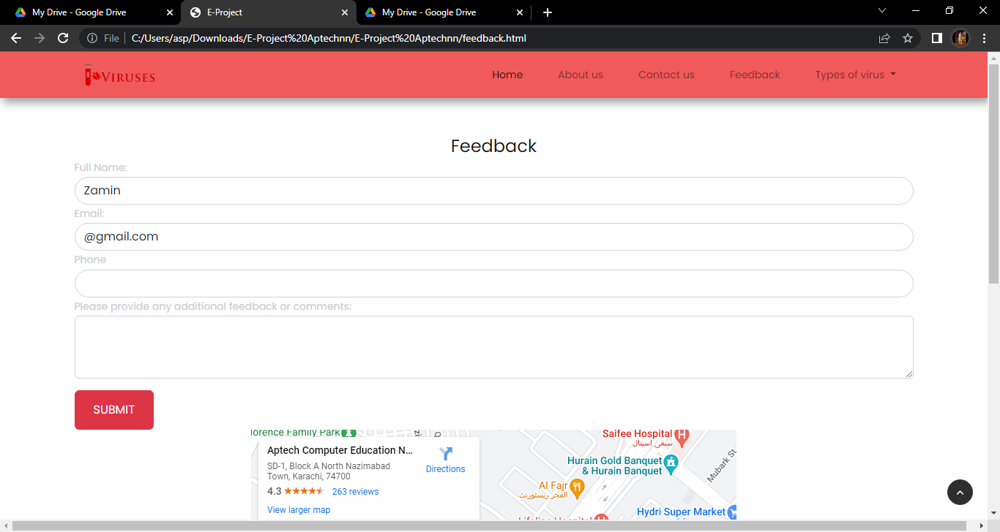 My Drive - Google Drive
E-Project
My Drive - Google Drive
File
C:/Users/asp/Downloads/E-Project%20Aptechnn/E-Project%20Aptechnn/feedback.html
VIRUSES
Home
About us
Contact us
Feedback
Types of virus
Feedback
Full Name:
Zamin
Email:
@gmail.com
Phone
Please provide any additional feedback or comments:
SUBMIT
lorence Family Park
Aptech Computer Education N...
SD-1, Block A North Nazimabad
Town, Karachi, 74700
4.3
263 reviews
View larger map
Directions
Saifee Hospital
سیفی اسپتال
Hurain Gold Banquet
& Hurain Banquet
Mubark St
Al Fajr
الفجر ریسٹورنٹ
Hydri Super Market
Lifeline Hospital